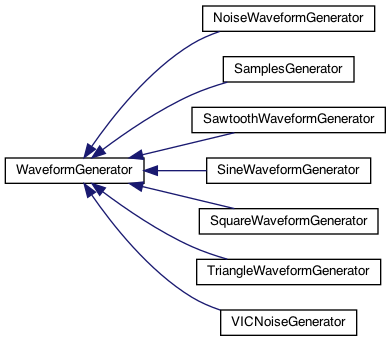 NoiseWaveformGenerator
SamplesGenerator
SawtoothWaveformGenerator
WaveformGenerator
SineWaveformGenerator
SquareWaveformGenerator
TriangleWaveformGenerator
VICNoiseGenerator